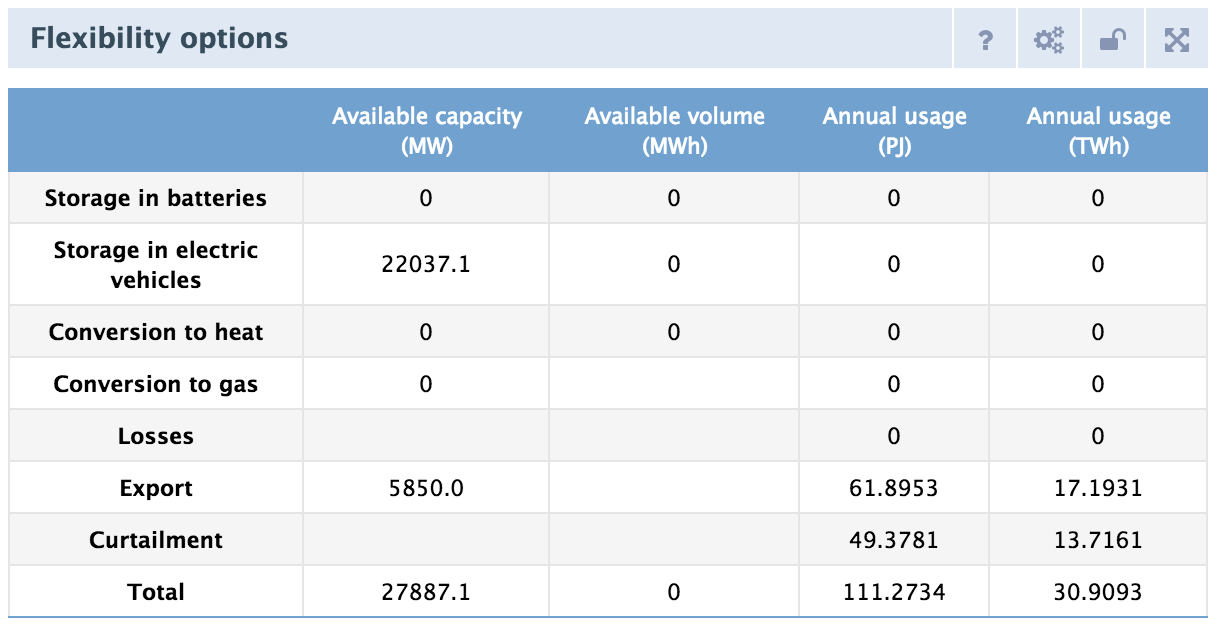 Flexibility options ?
Available capacity Available volume Annual usage Annual usage
(MW) (MWh) (PJ) (TWh)
Storage in batteries 0 0 0 0
Storage in electric
vehicles 22037.1 0 0 0
Conversion to heat 0 0 0 0
Conversion to gas 0 0 0
Losses 0 0
Export 5850.0 61.8953 17.1931
Curtailment 49.3781 13.7161
Total 27887.1 0 111.2734 30.9093